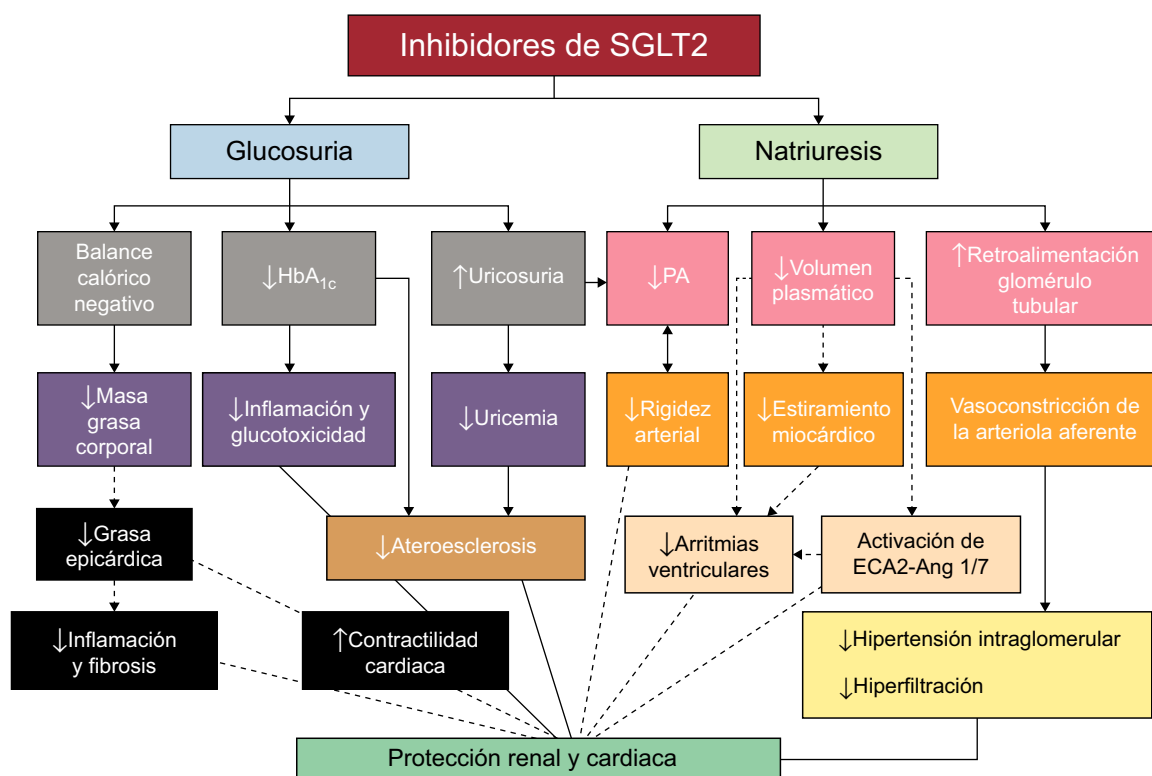 Inhibidores de SGLT2
Glucosuria
Natriuresis
Balance
calórico
negativo
↓HbA1c
↑Uricosuria
↓PA
↓Volumen
plasmático
↑Retroalimentación
glomérulo
tubular
↓Masa
grasa
corporal
↓Inflamación y
glucotoxicidad
↓Uricemia
↓Rigidez
arterial
↓Estiramiento
miocárdico
Vasoconstricción de
la arteriola aferente
↓Grasa
epicárdica
↓Ateroesclerosis
↓Arritmias
ventriculares
Activación de
ECA2-Ang 1/7
↓Inflamación
y fibrosis
↑Contractilidad
cardiaca
↓Hipertensión intraglomerular
↓Hiperfiltración
Protección renal y cardiaca